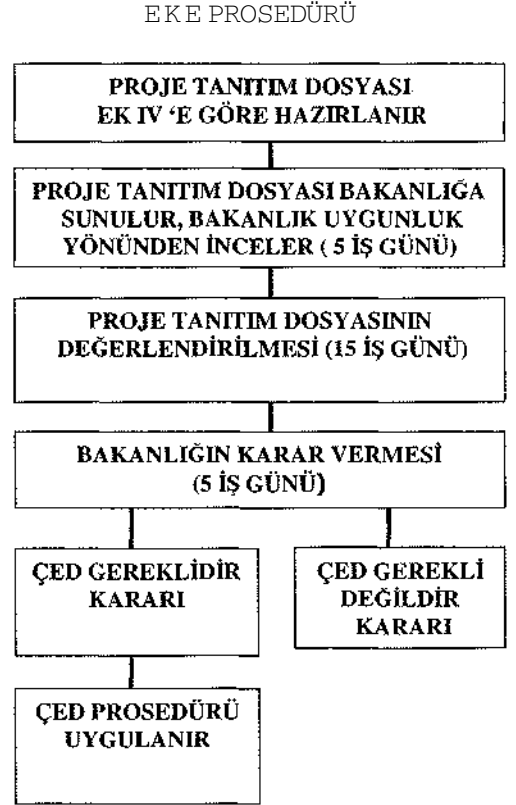 EKE PROSEDÜRÜ
PROJE TANITIM DOSYASI
EK IV ‘E GÖRE HAZIRLANIR
PROJE TANITIM DOSYASI BAKANLIĞA
SUNULUR, BAKANLIK UYGUNLUK
YÖNÜNDEN İNCELER ( 5 İŞ GÜNÜ)
PROJE TANITIM DOSYASININ
DEĞERLENDİRİLMESİ (15 İŞ GÜNÜ)
BAKANLIĞIN KARAR VERMESİ
(5 İŞ GÜNÜ)
ÇED GEREKLİDİR
KARARI
ÇED GEREKLİ
DEĞİLDİR
KARARI
ÇED PROSEDÜRÜ
UYGULANIR